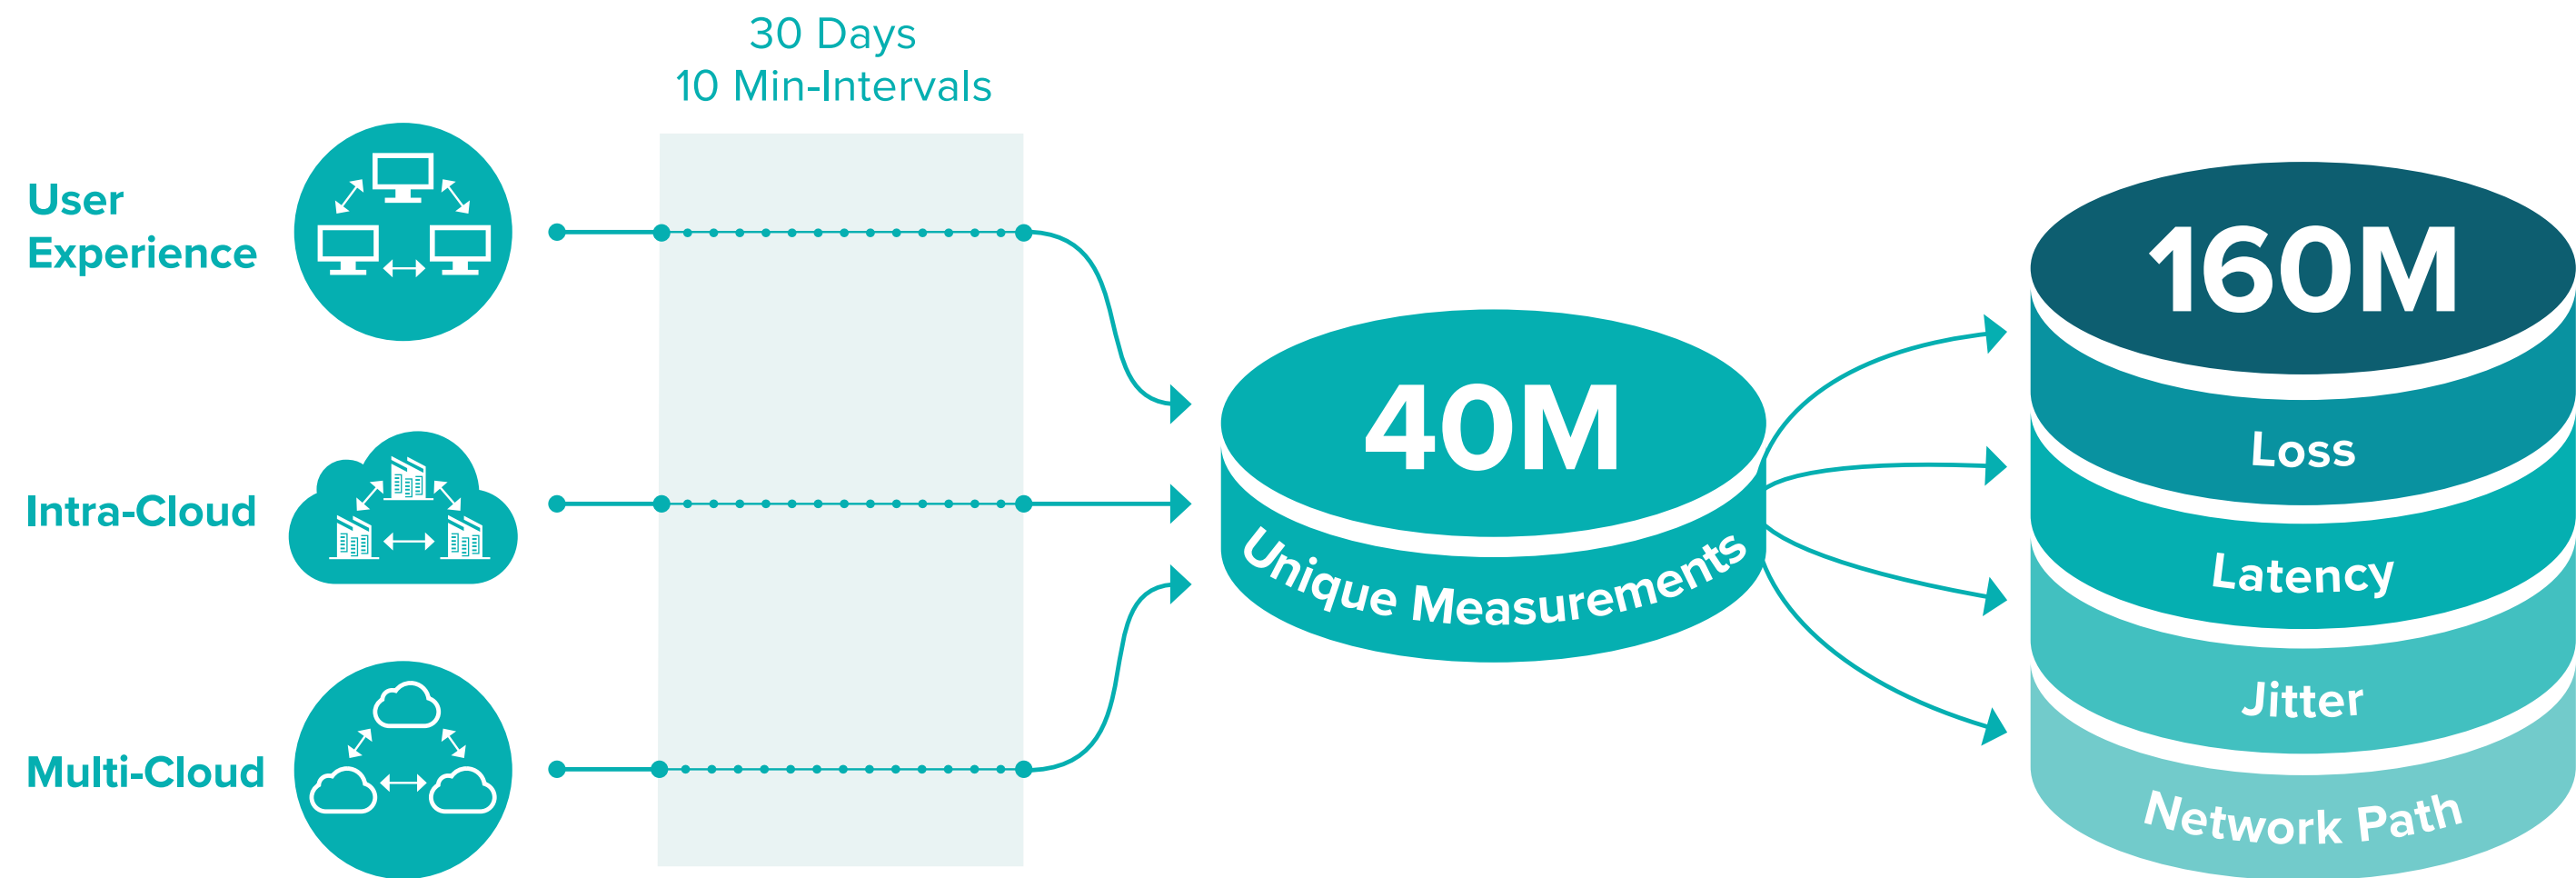 30 Days
10 Min-Intervals
User
Experience
Intra-Cloud
Multi-Cloud
40M
Unique Measurements
160M
Loss
Latency
Jitter
Network Path